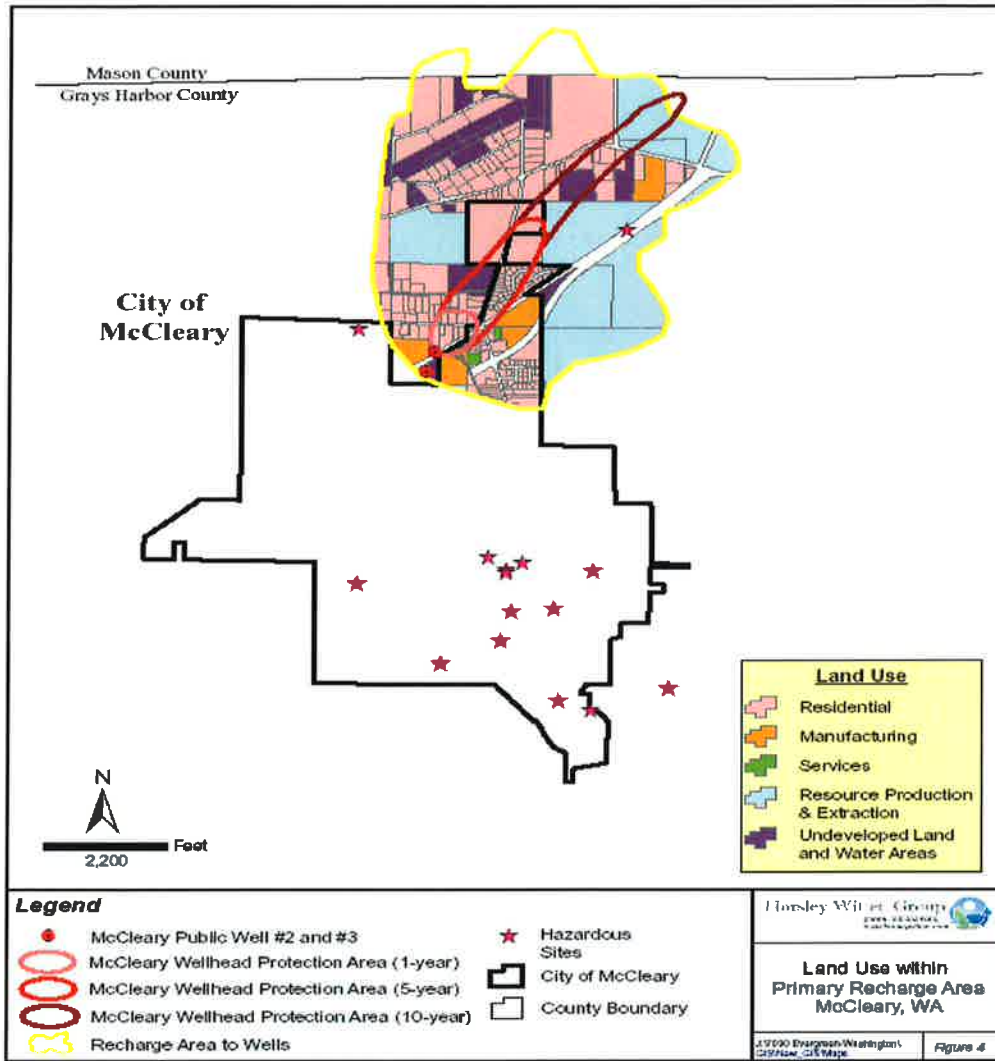 Mason County
Grays Harbor County
City of
McCleary
N
Feet
2,200
Land Use
Residential
Manufacturing
Services
Resource Production
& Extraction
Undeveloped Land
and Water Areas
Legend
McCleary Public Well #2 and #3
McCleary Wellhead Protection Area (1-year)
McCleary Wellhead Protection Area (5-year)
McCleary Wellhead Protection Area (10-year)
Recharge Area to Wells
Hazardous
Sites
City of McCleary
County Boundary
Horsley Witten Group
Land Use within
Primary Recharge Area
McCleary, WA
Evergreen-Washington\
Figure 4